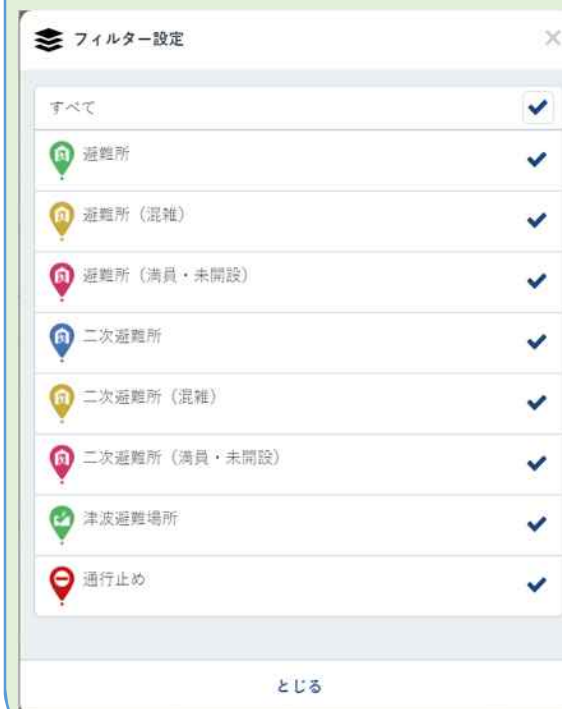 フィルター設定
すべて
避難所
避難所（混雑）
避難所（満員・未開設）
二次避難所
二次避難所（混雑）
二次避難所（満員・未開設）
津波避難場所
通行止め
とじる